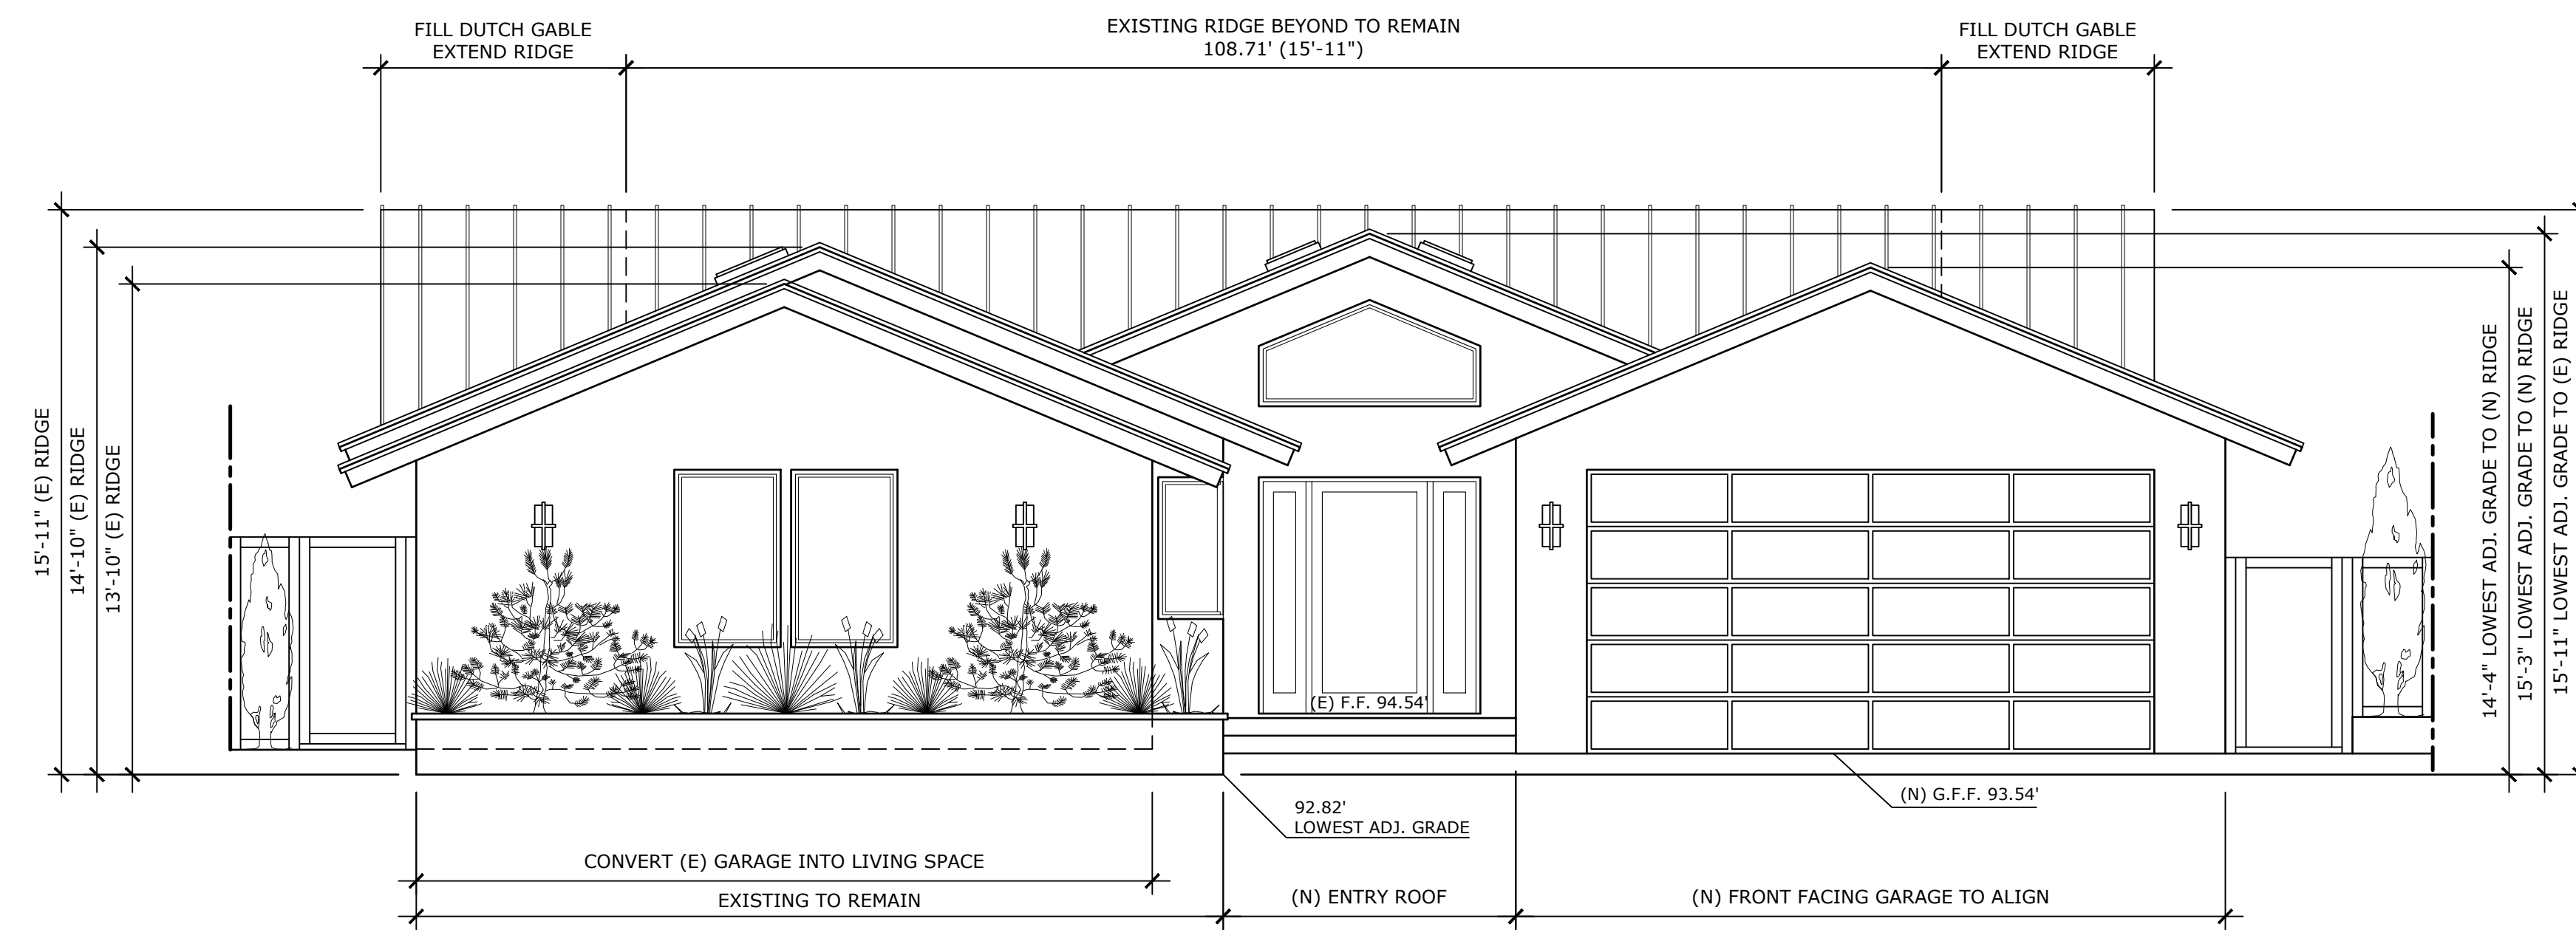 FILL DUTCH GABLE
EXTEND RIDGE
EXISTING RIDGE BEYOND TO REMAIN
108.71' (15'-11")
FILL DUTCH GABLE
EXTEND RIDGE
15'-11" (E) RIDGE
14'-10" (E) RIDGE
13'-10" (E) RIDGE
14'-4" LOWEST ADJ. GRADE TO (N) RIDGE
15'-3" LOWEST ADJ. GRADE TO (N) RIDGE
15'-11" LOWEST ADJ. GRADE TO (E) RIDGE
(E) F.F. 94.54'
92.82'
LOWEST ADJ. GRADE
(N) G.F.F. 93.54'
CONVERT (E) GARAGE INTO LIVING SPACE
EXISTING TO REMAIN
(N) ENTRY ROOF
(N) FRONT FACING GARAGE TO ALIGN